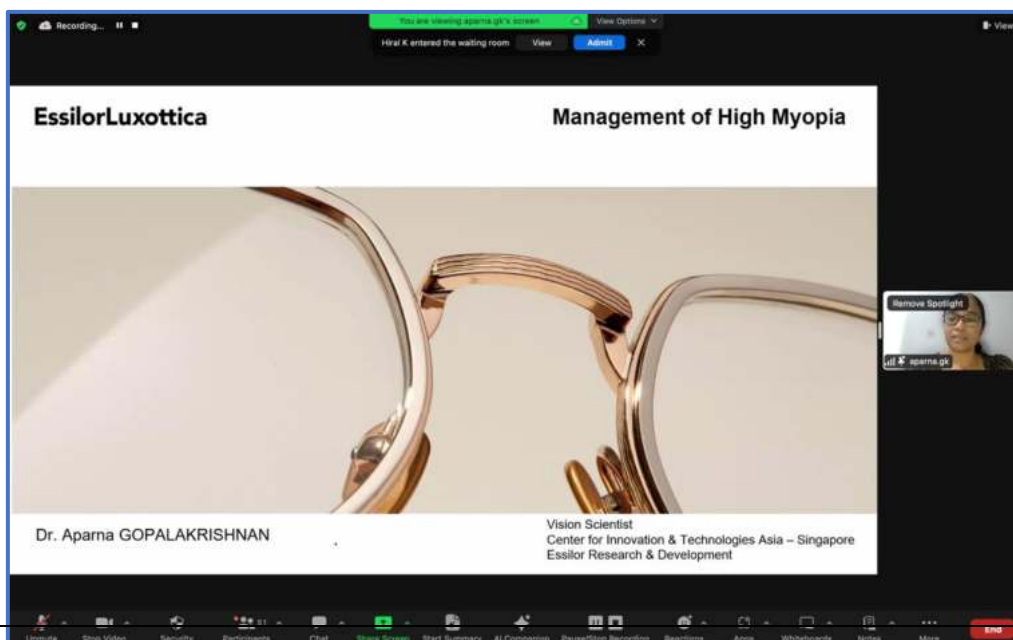 Recording...
You are viewing aparna.gk's screen
View Options
View
Hiral K entered the waiting room
View
Admit
EssilorLuxottica
Management of High Myopia
Remove Spotlight
aparna.gk
Dr. Aparna GOPALAKRISHNAN
Vision Scientist
Center for Innovation & Technologies Asia – Singapore
Essilor Research & Development
Unmute
Stop Video
Security
Participants
51
Chat
Share Screen
Start Summary
AI Companion
Pause/Stop Recording
Reactions
Apps
Whiteboards
Notes
More
End